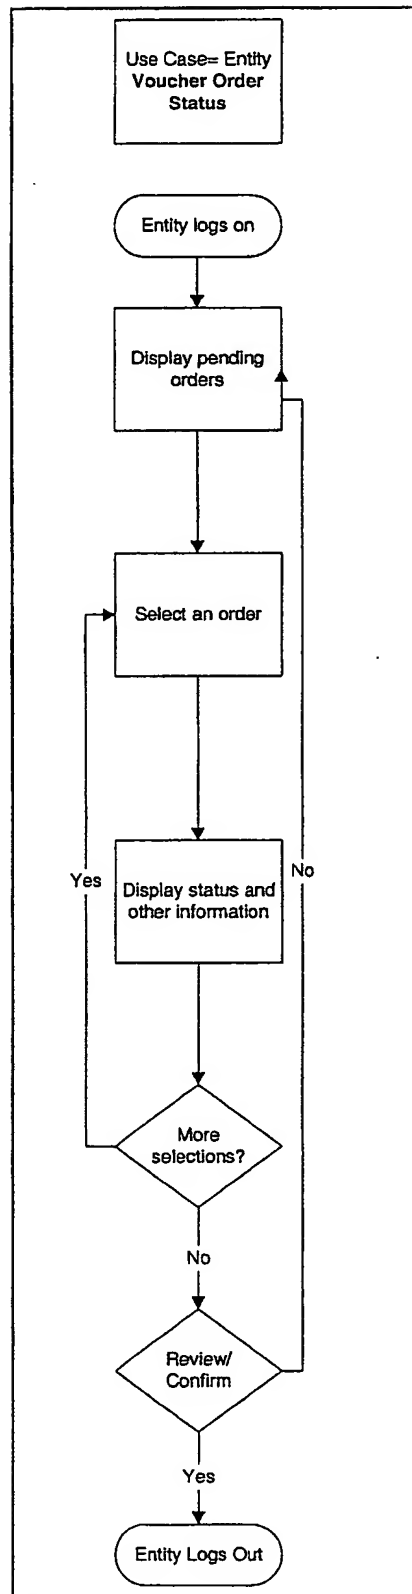 Use Case= Entity
Voucher Order
Status
Entity logs on
Display pending
orders
Select an order
Yes
Display status and
other information
No
More
selections?
No
Review/
Confirm
Yes
Entity Logs Out